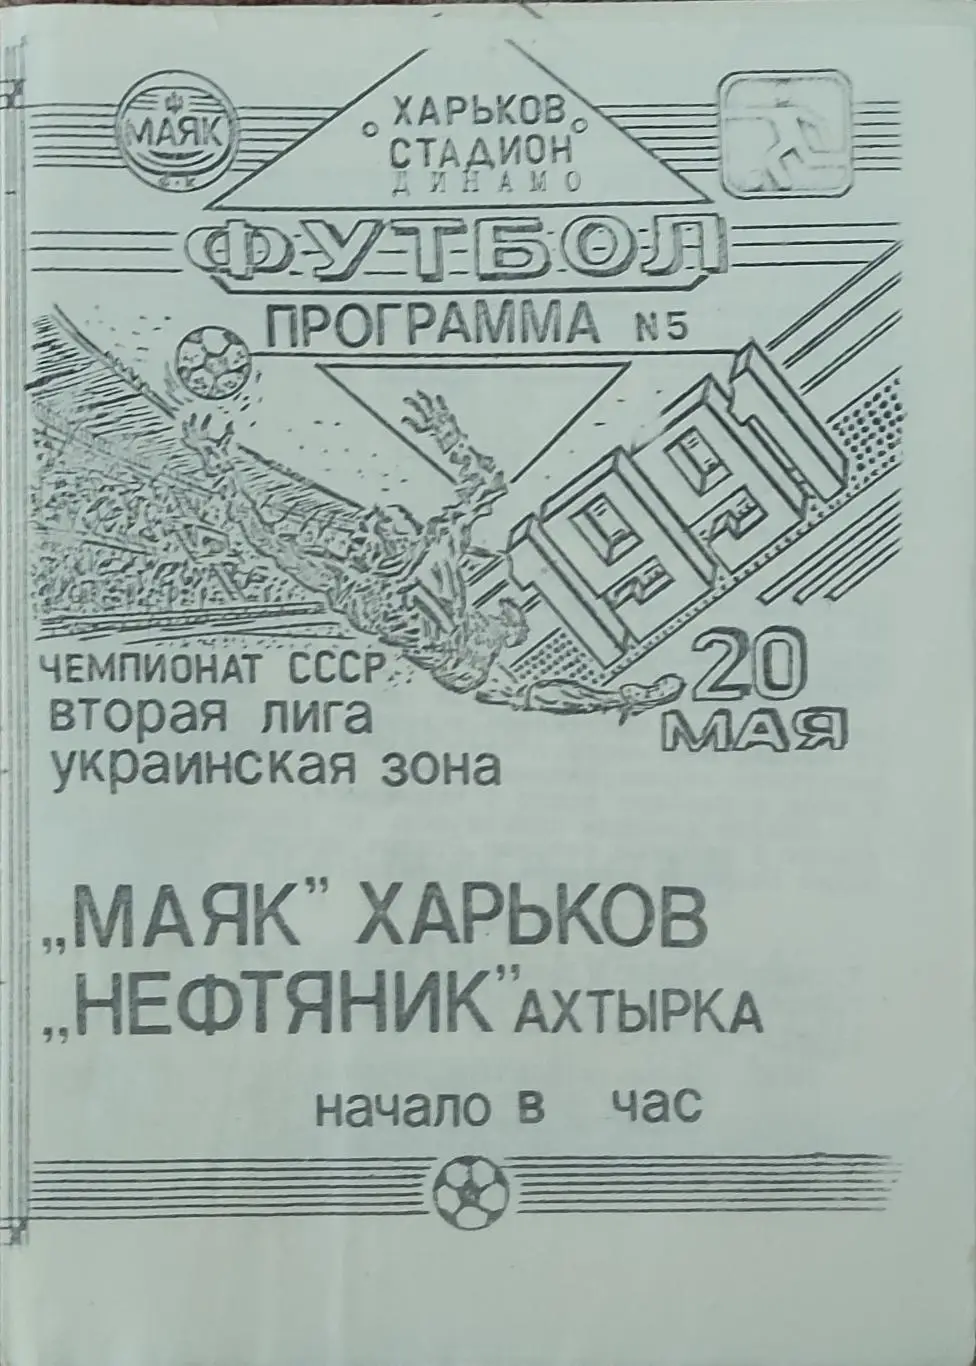 МАЯК
Ф·К
ХАРЬКОВ
СТАДИОН
ДИНАМО
ФУТБОЛ
ПРОГРАММА N5
1991
ЧЕМПИОНАТ СССР
вторая лига
украинская зона
20
МАЯ
„МАЯК” ХАРЬКОВ
„НЕФТЯНИК” АХТЫРКА
начало в час